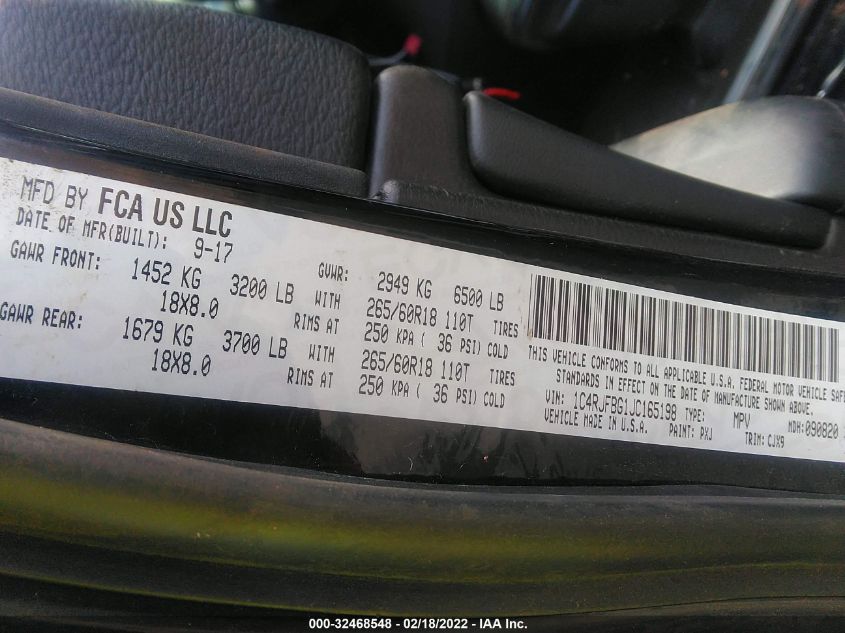 MFD BY FCA US LLC
DATE OF MFR(BUILT): 9-17
GVWR: 2949 KG 6500 LB
GAWR FRONT: 1452 KG 3200 LB WITH 265/60R18 110T TIRES
18X8.0 RIMS AT 250 KPA ( 36 PSI) COLD
GAWR REAR: 1679 KG 3700 LB WITH 265/60R18 110T TIRES
18X8.0 RIMS AT 250 KPA ( 36 PSI) COLD
THIS VEHICLE CONFORMS TO ALL APPLICABLE U.S.A. FEDERAL MOTOR VEHICLE SAFE
STANDARDS IN EFFECT ON THE DATE OF MANUFACTURE SHOWN ABOVE.
VIN: 1C4RJFBG1JC165198 TYPE: MPV MDH:090820
VEHICLE MADE IN U.S.A. PAINT: PXJ TRIM: CJX9
000-32468548 - 02/18/2022 - IAA Inc.